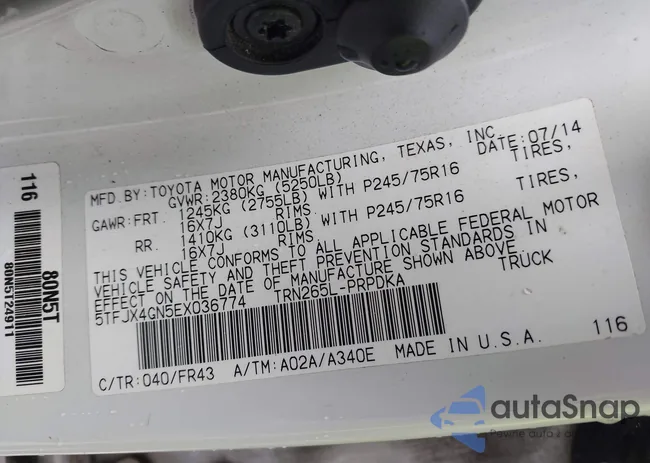 MFD.BY:TOYOTA MOTOR MANUFACTURING, TEXAS, INC. DATE:07/14
GVWR:2380KG (5250LB)
GAWR:FRT. 1245KG (2755LB) WITH P245/75R16 TIRES,
16X7J RIMS
RR. 1410KG (3110LB) WITH P245/75R16 TIRES,
16X7J RIMS
THIS VEHICLE CONFORMS TO ALL APPLICABLE FEDERAL MOTOR
VEHICLE SAFETY AND THEFT PREVENTION STANDARDS IN
EFFECT ON THE DATE OF MANUFACTURE SHOWN ABOVE.
5TFJX4GN5EX036774 TRN265L-PRPDKA TRUCK
C/TR:040/FR43 A/TM:A02A/A340E MADE IN U.S.A. 116
116
80N5T
80N5T24911
autaSnap